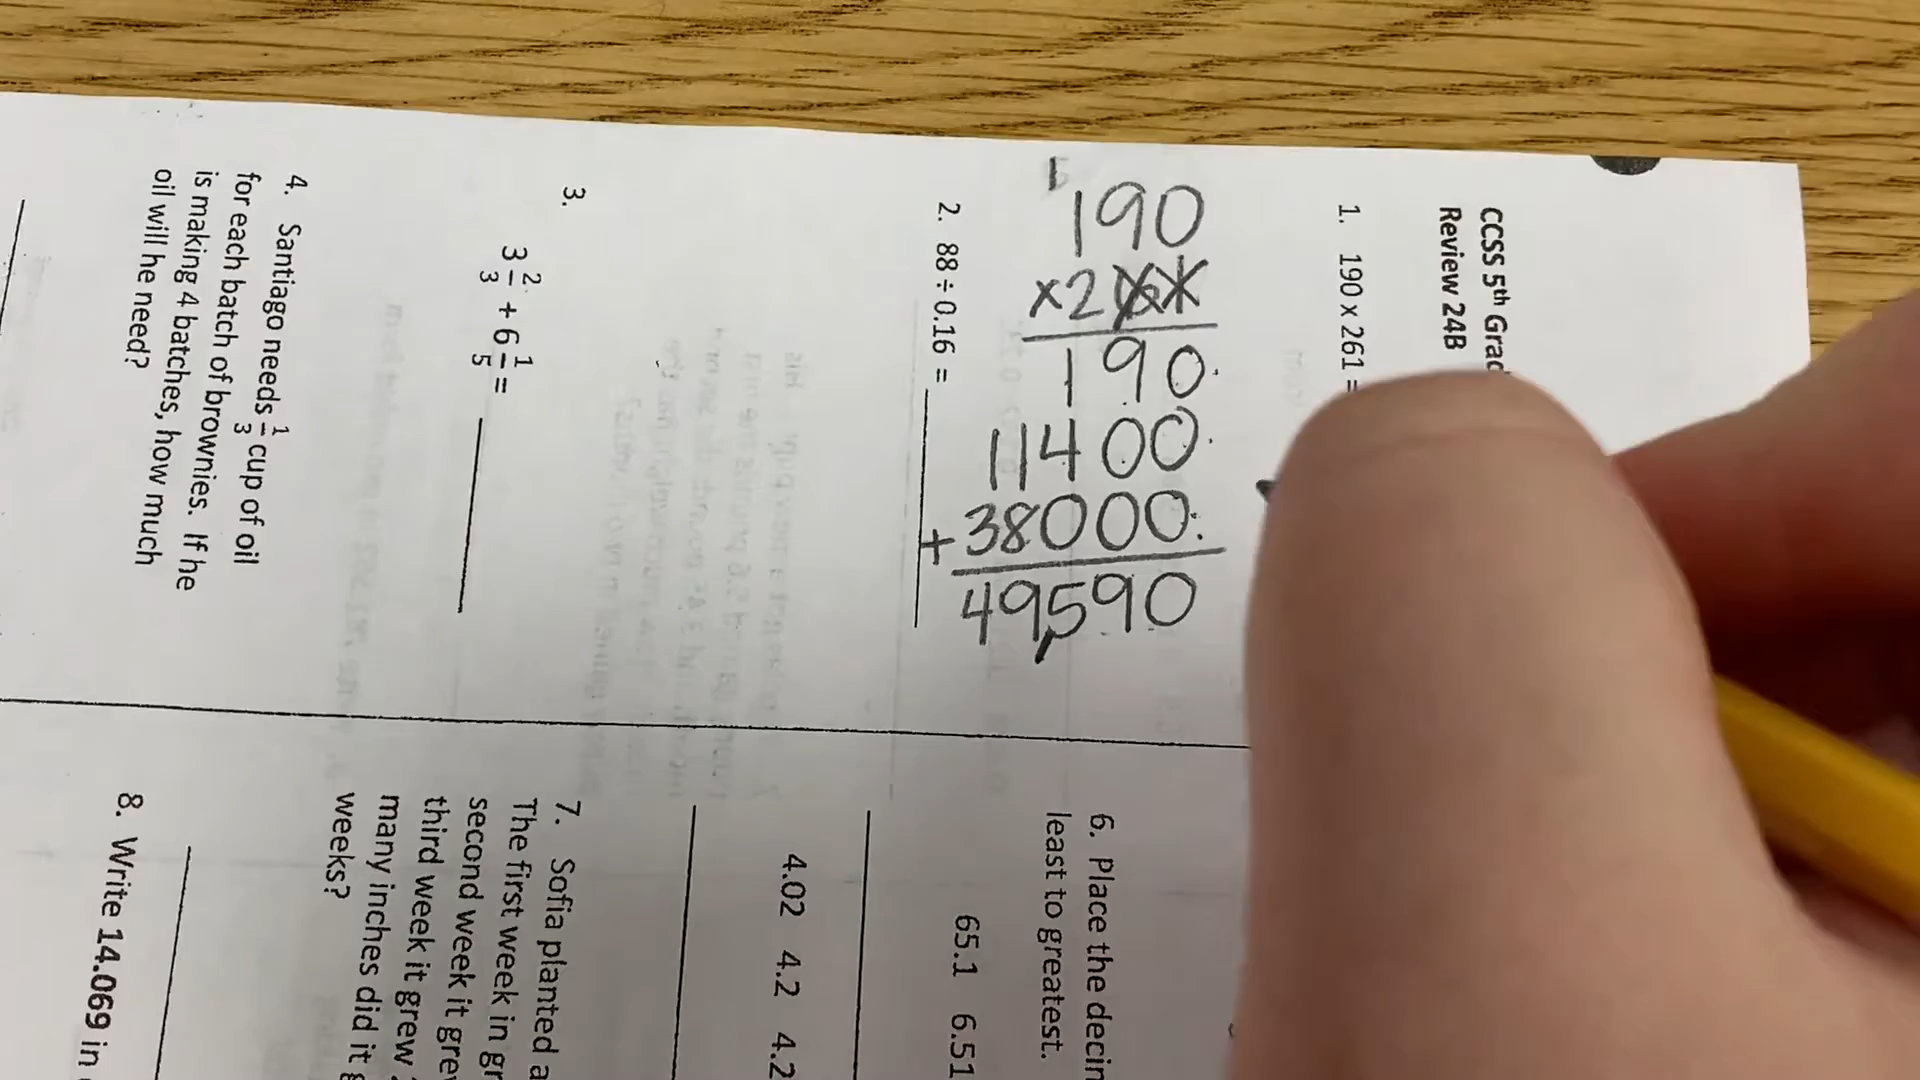 CCSS 5th Grad
Review 24B
1. 190 x 261 =
190
x261
190
11400
+38000
49,590
2. 88 ÷ 0.16 =
3.
3 2/3 + 6 1/5 =
4. Santiago needs 1/3 cup of oil
for each batch of brownies. If he
is making 4 batches, how much
oil will he need?
6. Place the decim
least to greatest.
65.1 6.51
4.02 4.2 4.2
7. Sofia planted a
The first week in gr
second week it grew
third week it grew
many inches did it g
weeks?
8. Write 14.069 in